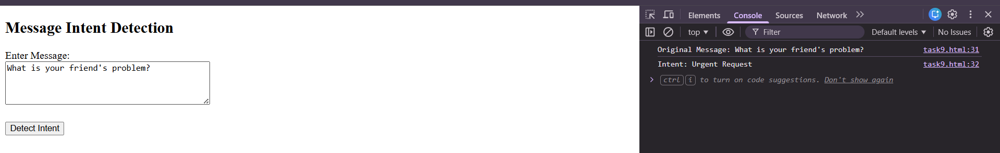 Message Intent Detection
Enter Message:
What is your friend's problem?
Detect Intent
Elements Console Sources Network
top Filter Default levels No Issues
Original Message: What is your friend's problem? task9.html:31
Intent: Urgent Request task9.html:32
ctrl i to turn on code suggestions. Don't show again